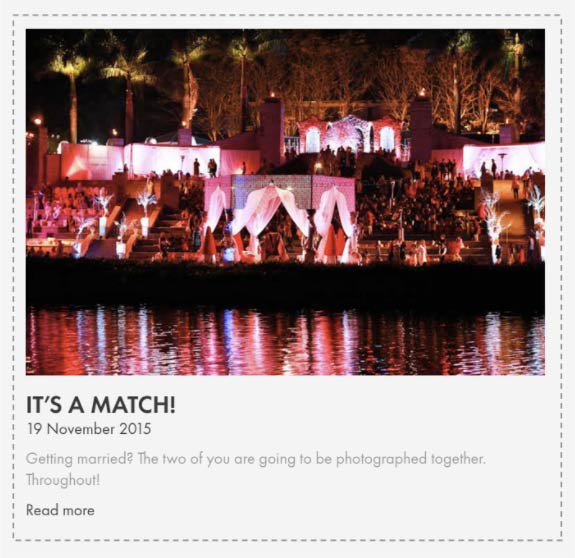 IT'S A MATCH!
19 November 2015
Getting married? The two of you are going to be photographed together.
Throughout!
Read more